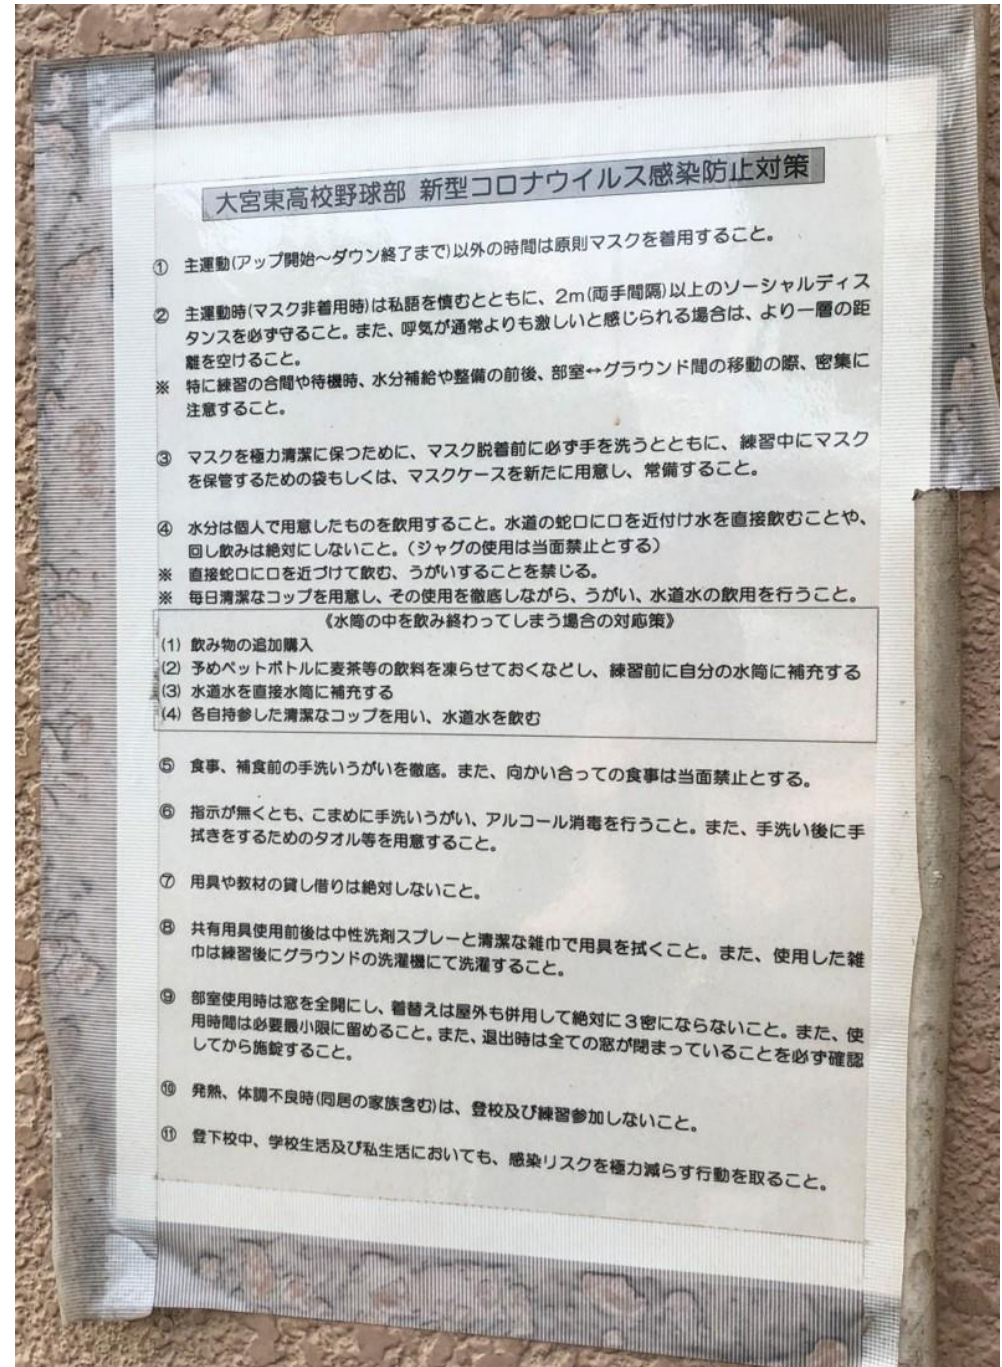 大宮東高校野球部 新型コロナウイルス感染防止対策
① 主運動(アップ開始～ダウン終了まで)以外の時間は原則マスクを着用すること。
② 主運動時(マスク非着用時)は私語を慎むとともに、2m(両手間隔)以上のソーシャルディス
タンスを必ず守ること。また、呼気が通常よりも激しいと感じられる場合は、より一層の距
離を空けること。
※ 特に練習の合間や待機時、水分補給や整備の前後、部室↔グラウンド間の移動の際、密集に
注意すること。
③ マスクを極力清潔に保つために、マスク脱着前に必ず手を洗うとともに、練習中にマスク
を保管するための袋もしくは、マスクケースを新たに用意し、常備すること。
④ 水分は個人で用意したものを飲用すること。水道の蛇口に口を近付け水を直接飲むことや、
回し飲みは絶対にしないこと。（ジャグの使用は当面禁止とする）
※ 直接蛇口に口を近づけて飲む、うがいすることを禁じる。
※ 毎日清潔なコップを用意し、その使用を徹底しながら、うがい、水道水の飲用を行うこと。
《水筒の中を飲み終わってしまう場合の対応策》
(1) 飲み物の追加購入
(2) 予めペットボトルに麦茶等の飲料を凍らせておくなどし、練習前に自分の水筒に補充する
(3) 水道水を直接水筒に補充する
(4) 各自持参した清潔なコップを用い、水道水を飲む
⑤ 食事、補食前の手洗いうがいを徹底。また、向かい合っての食事は当面禁止とする。
⑥ 指示が無くとも、こまめに手洗いうがい、アルコール消毒を行うこと。また、手洗い後に手
拭きをするためのタオル等を用意すること。
⑦ 用具や教材の貸し借りは絶対しないこと。
⑧ 共有用具使用前後は中性洗剤スプレーと清潔な雑巾で用具を拭くこと。また、使用した雑
巾は練習後にグラウンドの洗濯機にて洗濯すること。
⑨ 部室使用時は窓を全開にし、着替えは屋外も併用して絶対に３密にならないこと。また、使
用時間は必要最小限に留めること。また、退出時は全ての窓が閉まっていることを必ず確認
してから施錠すること。
⑩ 発熱、体調不良時(同居の家族含む)は、登校及び練習参加しないこと。
⑪ 登下校中、学校生活及び私生活においても、感染リスクを極力減らす行動を取ること。